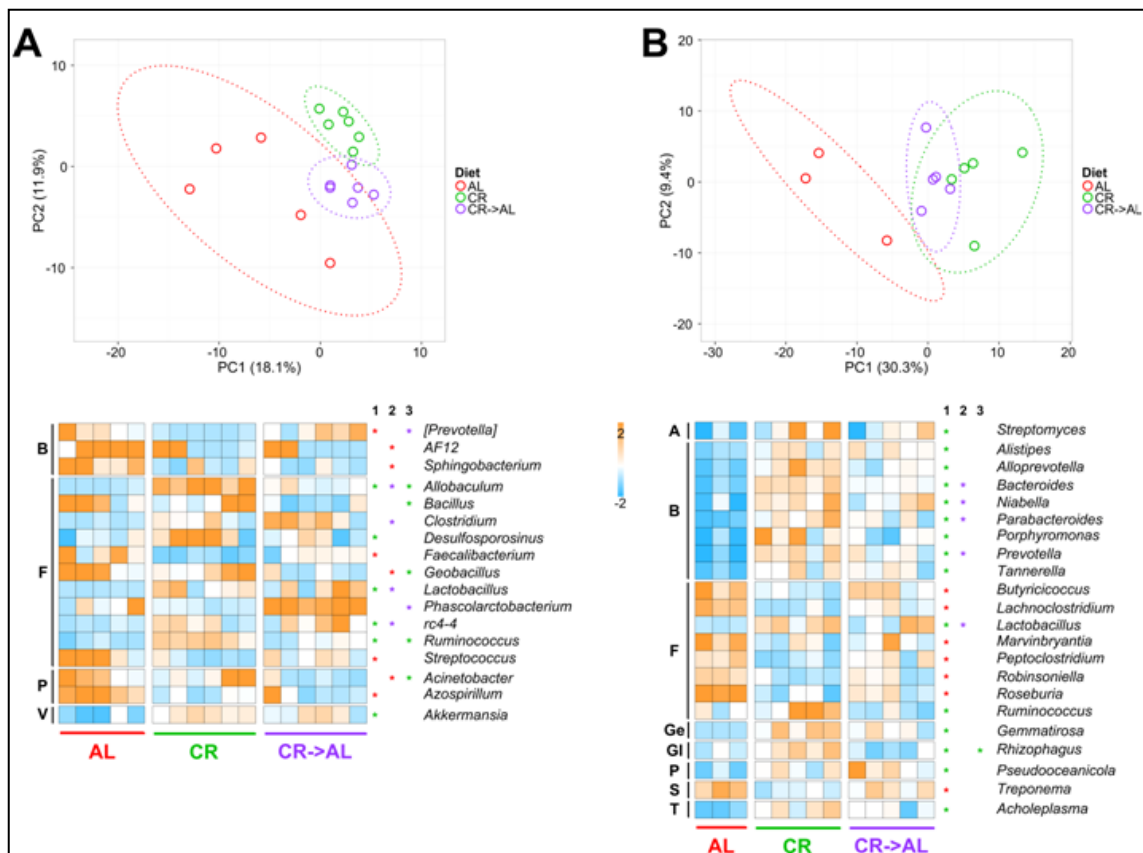 A
10
0
-10
PC2 (11.9%)
-20
-10
0
10
PC1 (18.1%)
Diet
AL
CR
CR->AL
B
20
10
0
-10
-20
PC2 (9.4%)
-30
-20
-10
0
10
20
PC1 (30.3%)
Diet
AL
CR
CR->AL
1 2 3
B
* * [Prevotella]
* AF12
* Sphingobacterium
F
* * * Allobaculum
* Bacillus
* Clostridium
* Desulfosporosinus
* Faecalibacterium
* * Geobacillus
* * Lactobacillus
* Phascolarctobacterium
* * rc4-4
* * Ruminococcus
* Streptococcus
P
* * Acinetobacter
* Azospirillum
V
* Akkermansia
AL
CR
CR->AL
2
-2
1 2 3
A
* Streptomyces
B
* Alistipes
* Alloprevotella
* * Bacteroides
* * Niabella
* * Parabacteroides
* Porphyromonas
* * Prevotella
* Tannerella
F
* Butyricicoccus
* Lachnoclostridium
* * Lactobacillus
* Marvinbryantia
* Peptoclostridium
* Robinsoniella
* Roseburia
* Ruminococcus
Ge
* Gemmatirosa
Gl
* * Rhizophagus
P
* Pseudooceanicola
S
* Treponema
T
* Acholeplasma
AL
CR
CR->AL